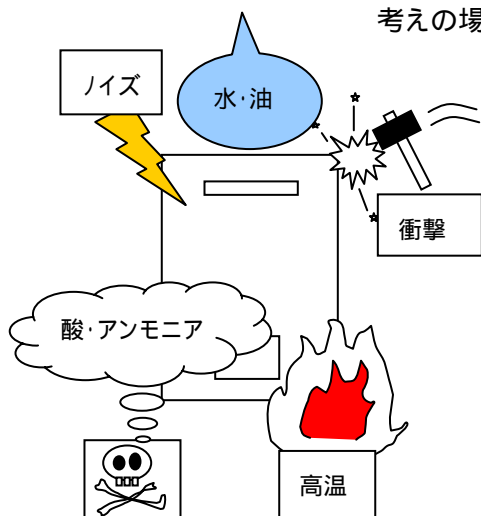 考えの場
ノイズ
水・油
衝撃
酸・アンモニア
高温